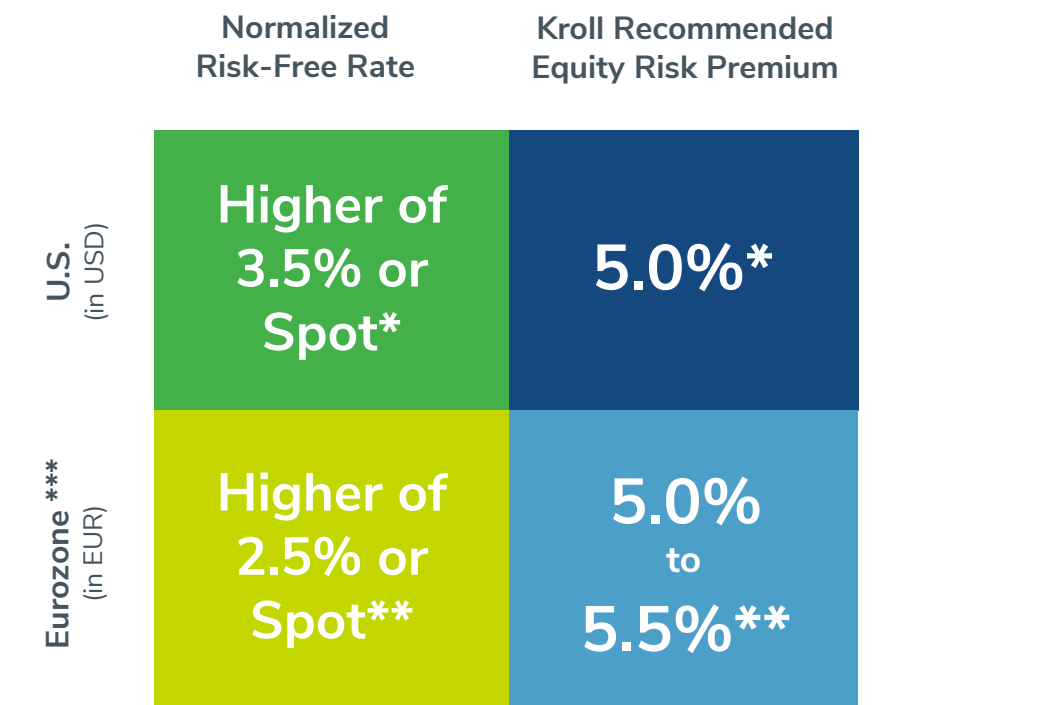 Normalized
Risk-Free Rate
Kroll Recommended
Equity Risk Premium
U.S.
(in USD)
Higher of
3.5% or
Spot*
5.0%*
Eurozone ***
(in EUR)
Higher of
2.5% or
Spot**
5.0%
to
5.5%**